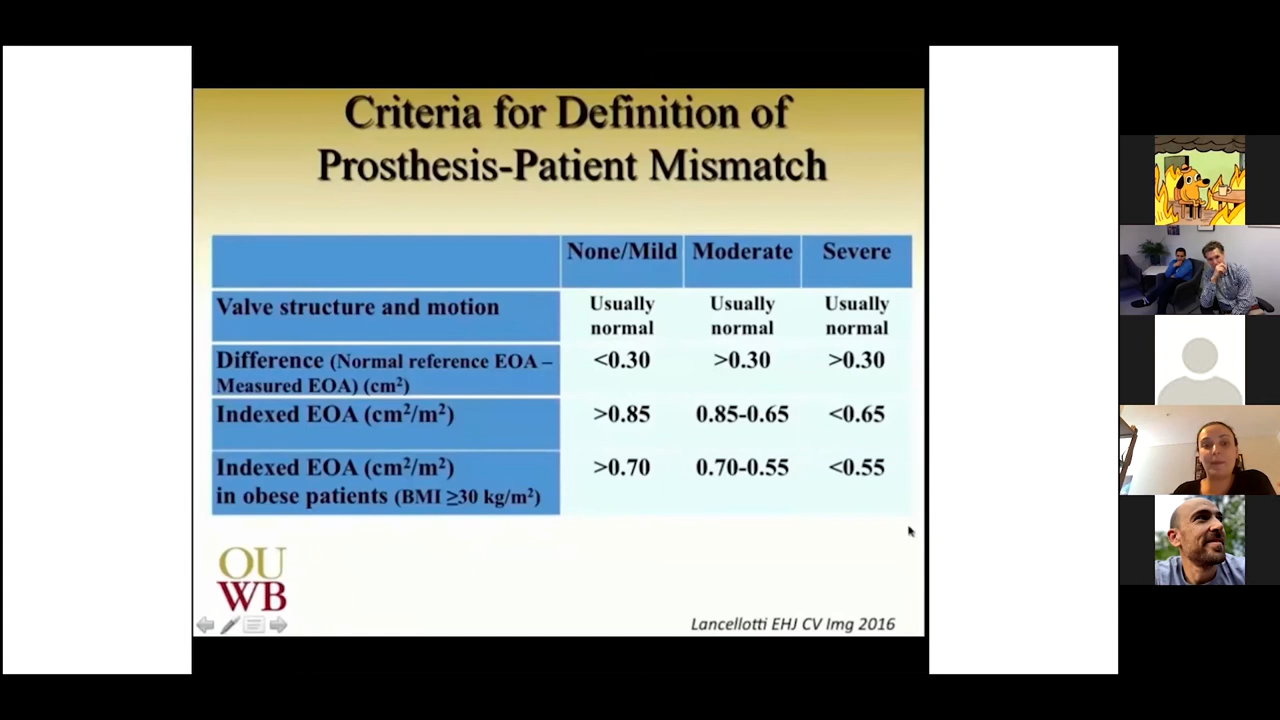 Criteria for Definition of
Prosthesis-Patient Mismatch
None/Mild Moderate Severe
Valve structure and motion Usually normal Usually normal Usually normal
Difference (Normal reference EOA – Measured EOA) (cm²) <0.30 >0.30 >0.30
Indexed EOA (cm²/m²) >0.85 0.85-0.65 <0.65
Indexed EOA (cm²/m²) in obese patients (BMI ≥30 kg/m²) >0.70 0.70-0.55 <0.55
OU
WB
Lancellotti EHJ CV Img 2016